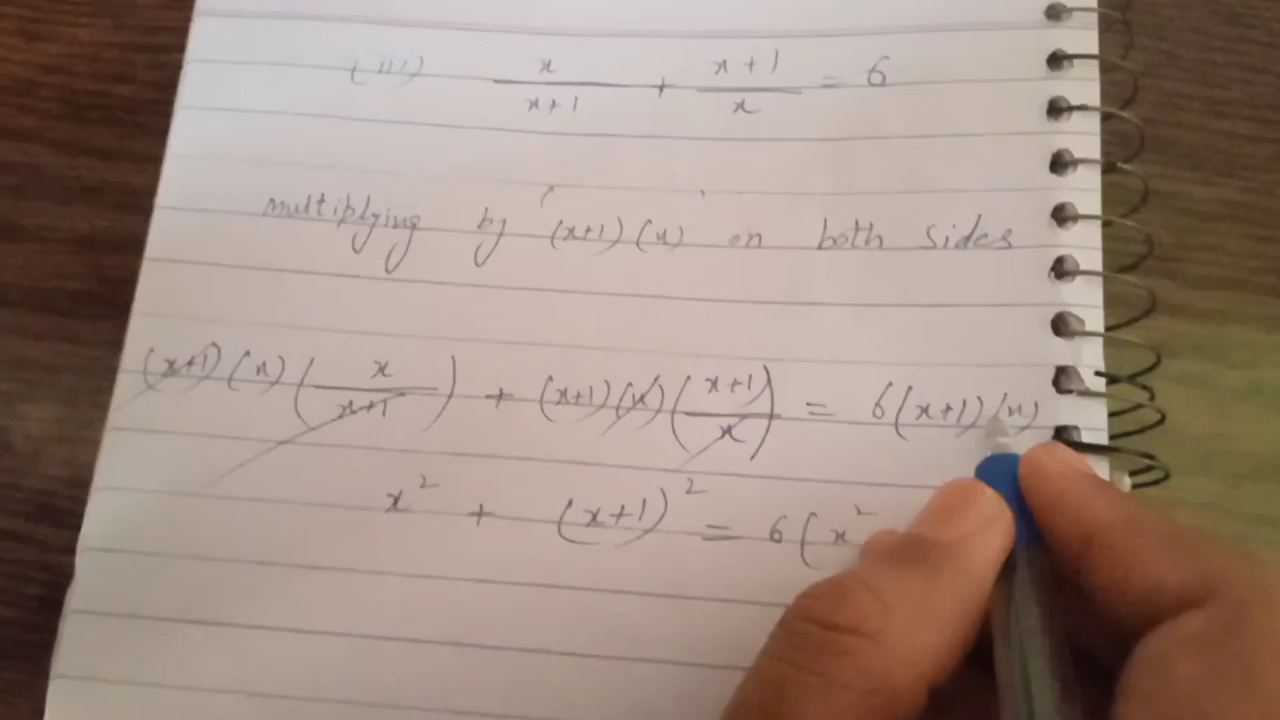 (iii) x/(x+1) + (x+1)/x = 6
multiplying by (x+1)(x) on both sides
(x+1)(x)(x/(x+1)) + (x+1)(x)((x+1)/x) = 6(x+1)(x)
x² + (x+1)² = 6(x²